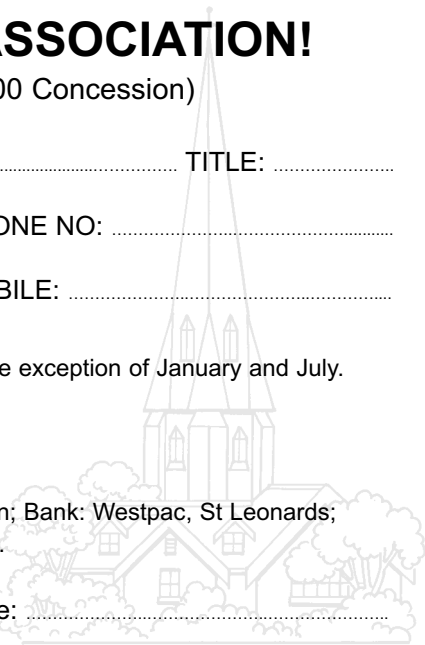 ASSOCIATION!
00 Concession)
........................................ TITLE: ......................
ONE NO: ....................................................
BILE: ............................................................
e exception of January and July.
n; Bank: Westpac, St Leonards;
.
e: ...................................................................